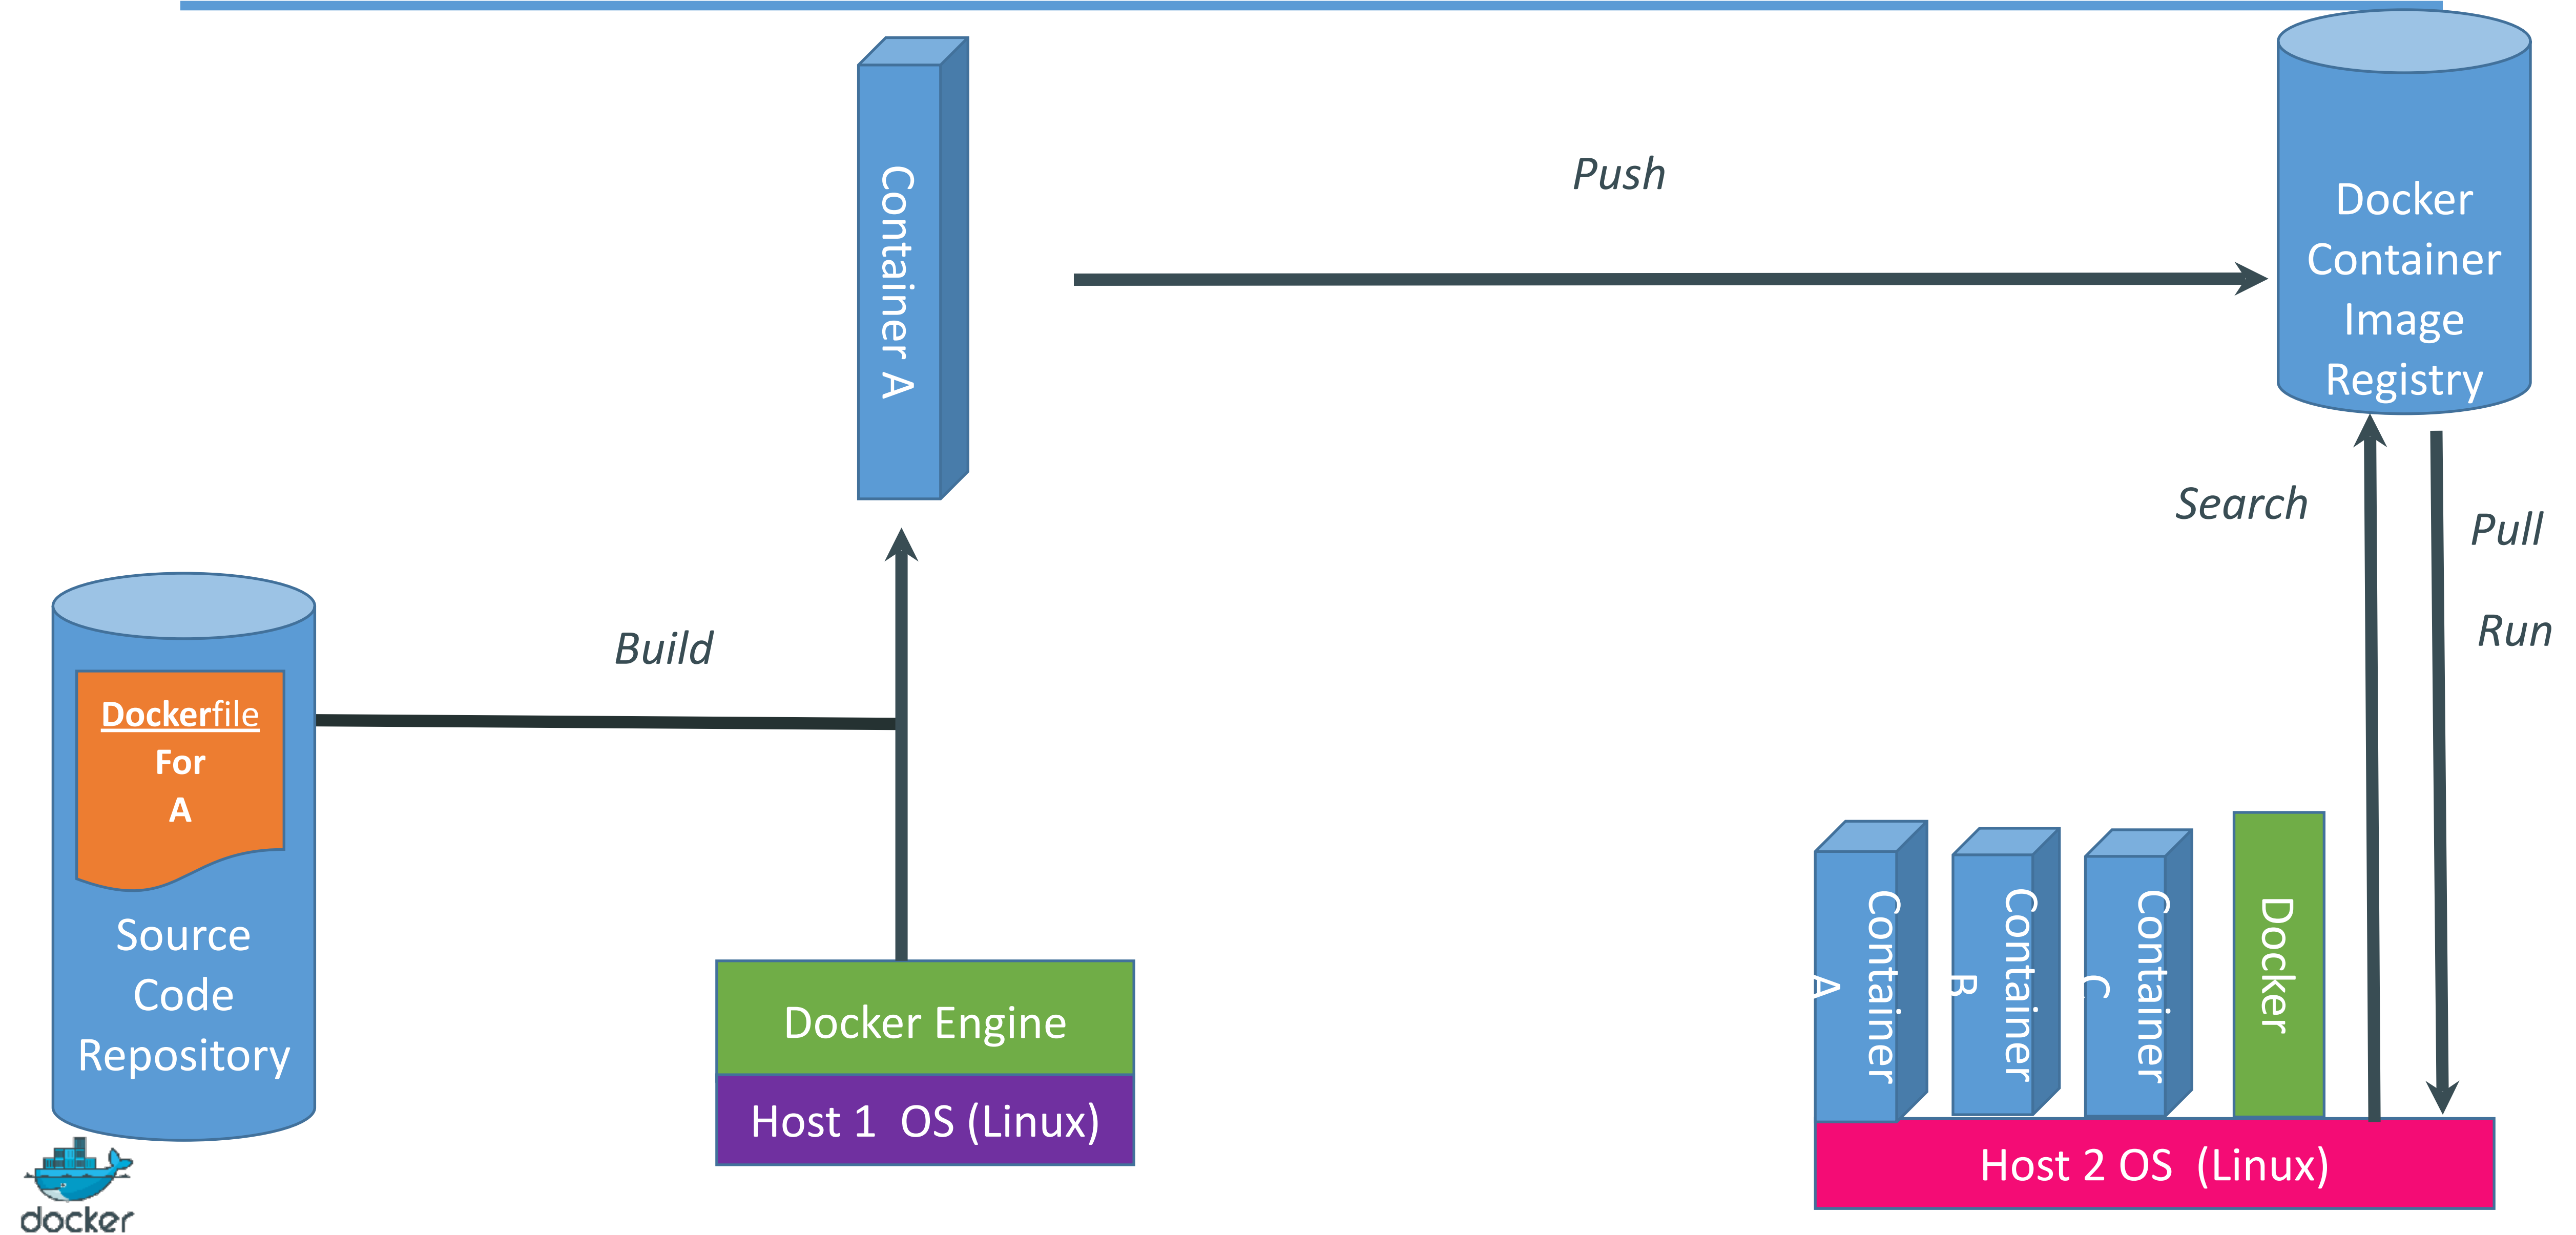 Container A
Push
Docker
Container
Image
Registry
Search
Pull
Run
Build
Dockerfile
For
A
Source
Code
Repository
Docker Engine
Host 1  OS (Linux)
Container
A
Container
B
Container
C
Docker
Host 2 OS  (Linux)
docker